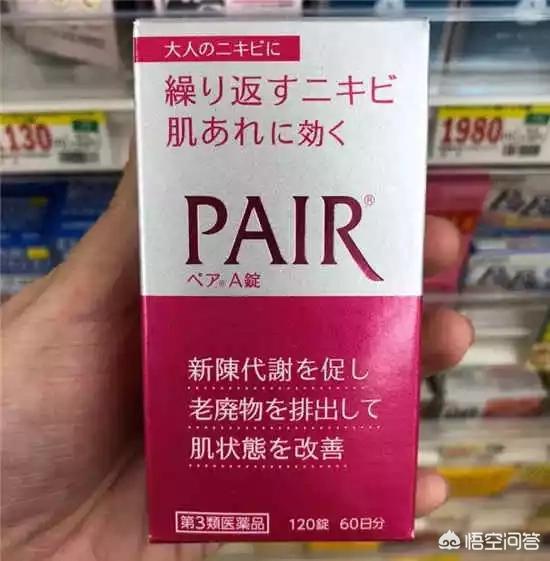 大人のニキビに
繰り返すニキビ
肌あれに効く
PAIR®
ペア®A錠
新陳代謝を促し
老廃物を排出して
肌状態を改善
第3類医薬品 120錠 60日分
130
1980
悟空问答